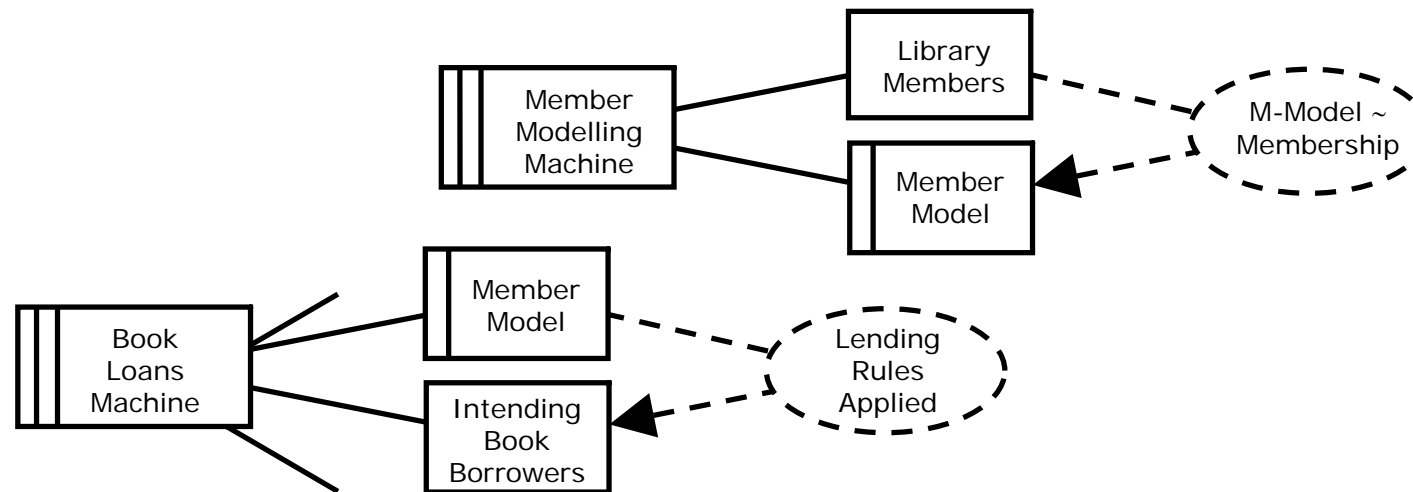 Library
Members
Member
Modelling
Machine
M-Model ~
Membership
Member
Model
Member
Model
Book
Loans
Machine
Lending
Rules
Applied
Intending
Book
Borrowers